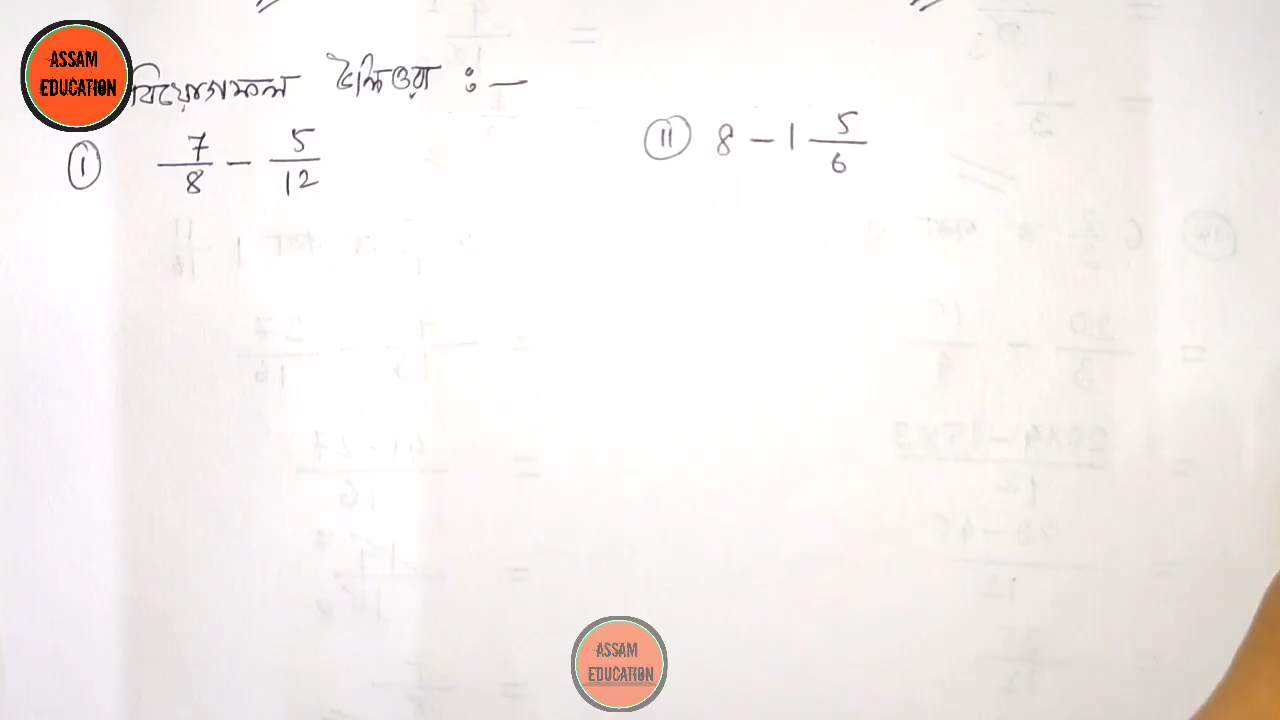 ASSAM
EDUCATION
বিয়োগফল উলিওৱা :—
(i) 7/8 − 5/12
(ii) 8 − 1 5/6
ASSAM
EDUCATION